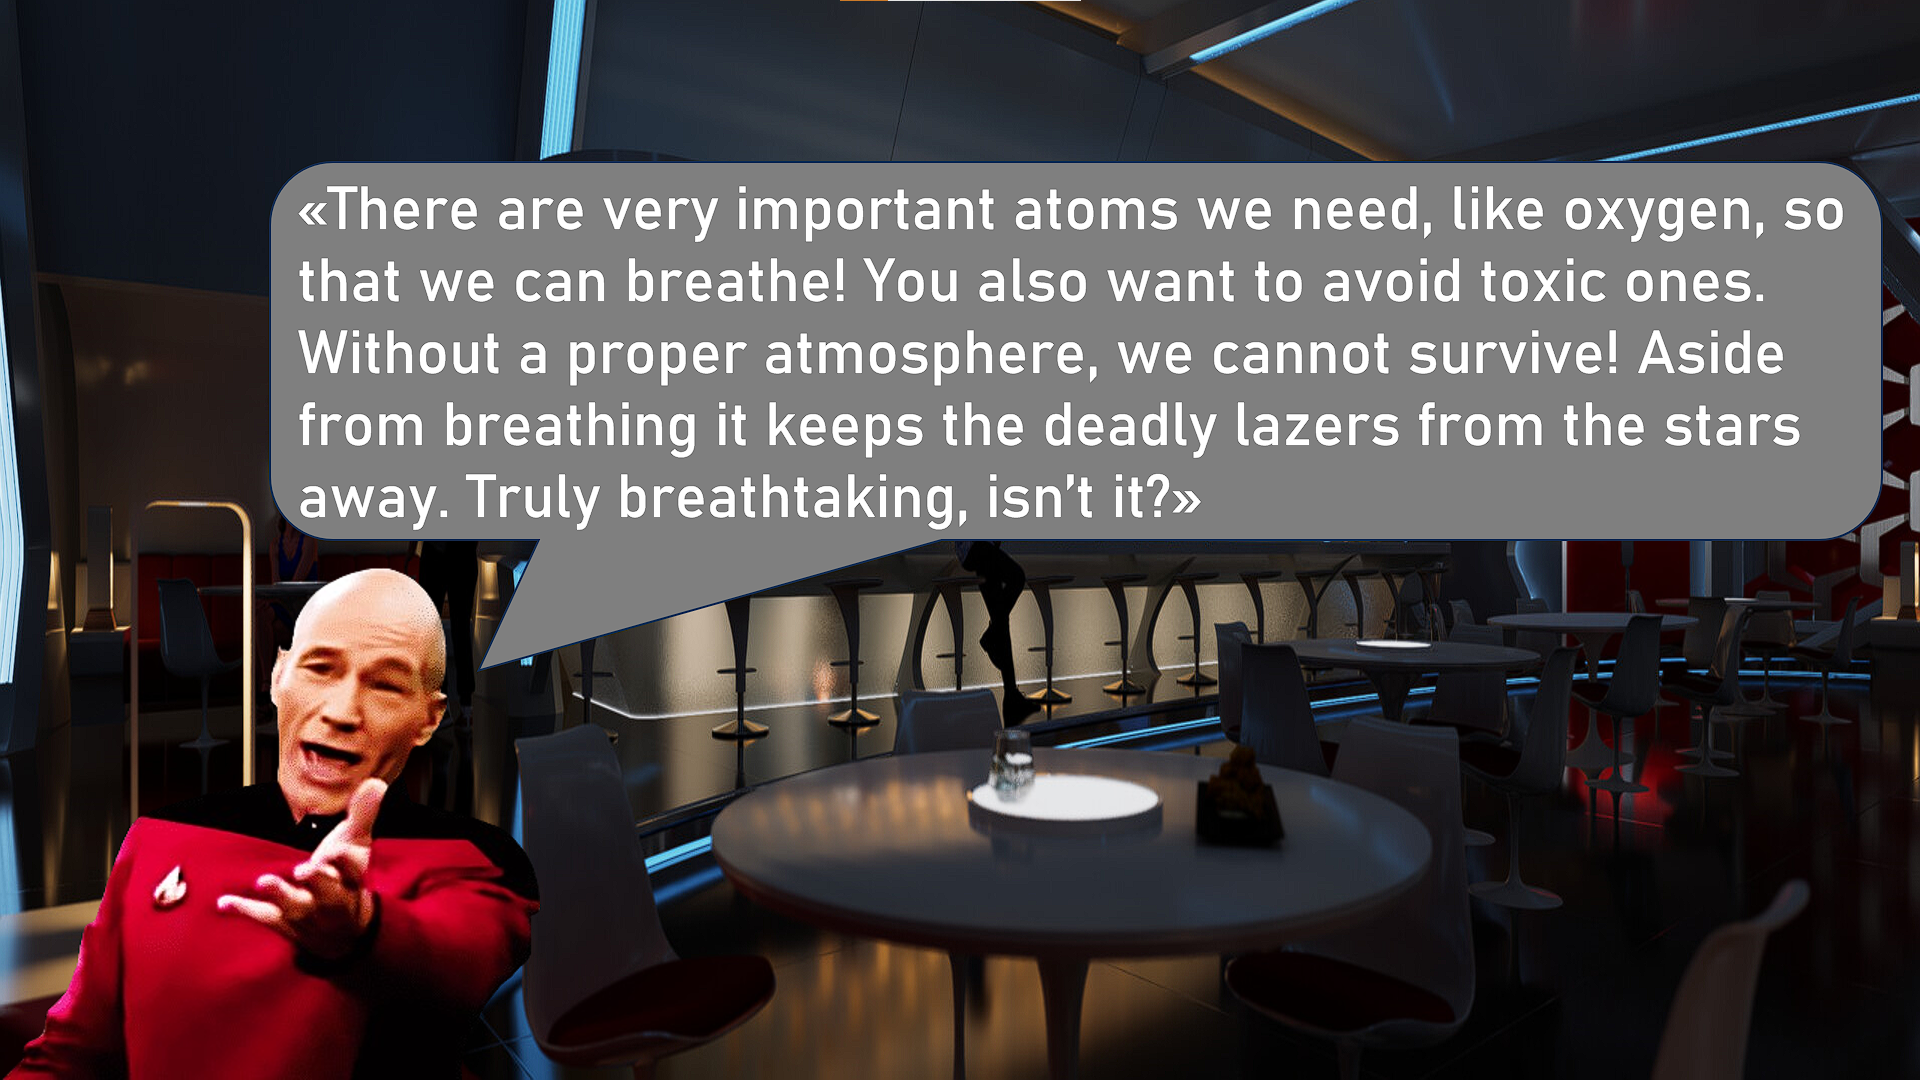 «There are very important atoms we need, like oxygen, so
that we can breathe! You also want to avoid toxic ones.
Without a proper atmosphere, we cannot survive! Aside
from breathing it keeps the deadly lazers from the stars
away. Truly breathtaking, isn't it?»